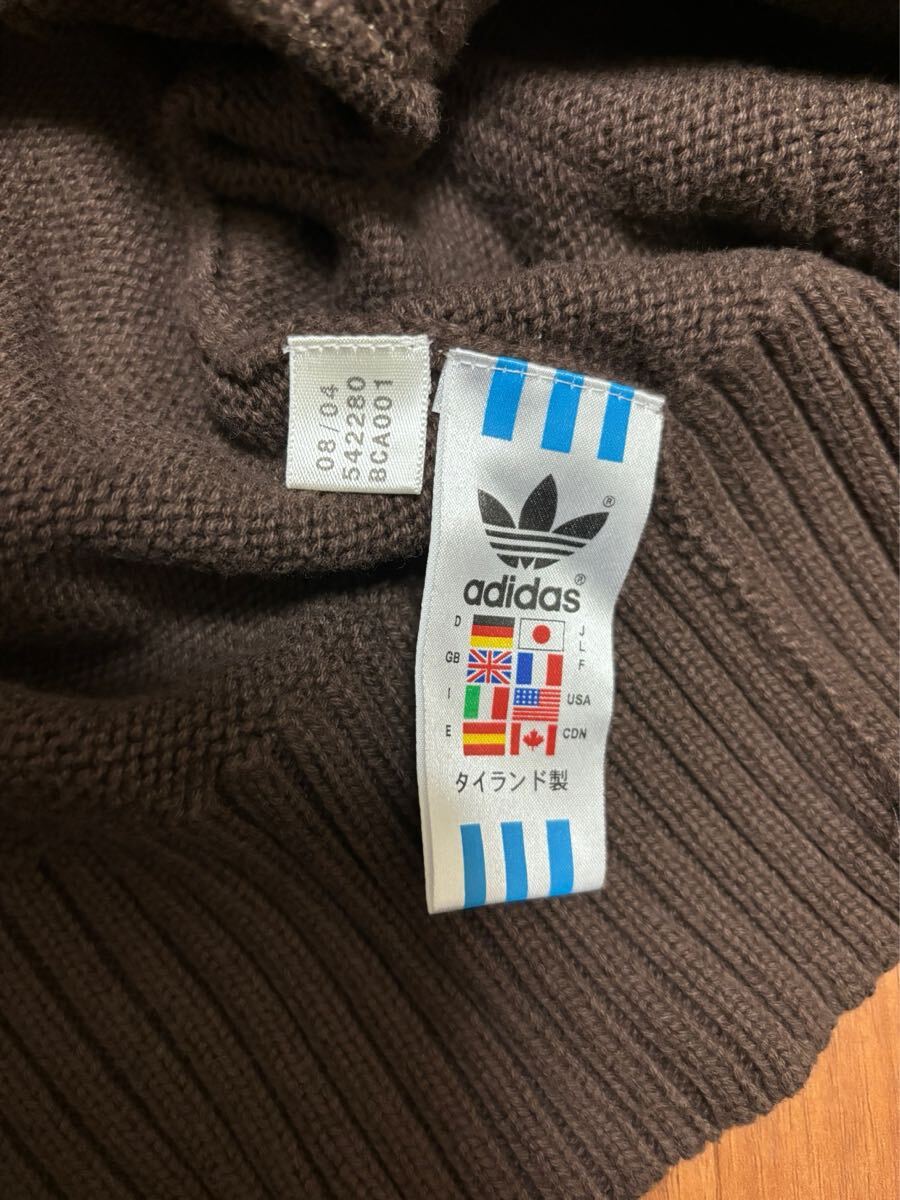 08/04
542280
8CA001
®
adidas®
D J
L
GB F
I USA
E CDN
タイランド製